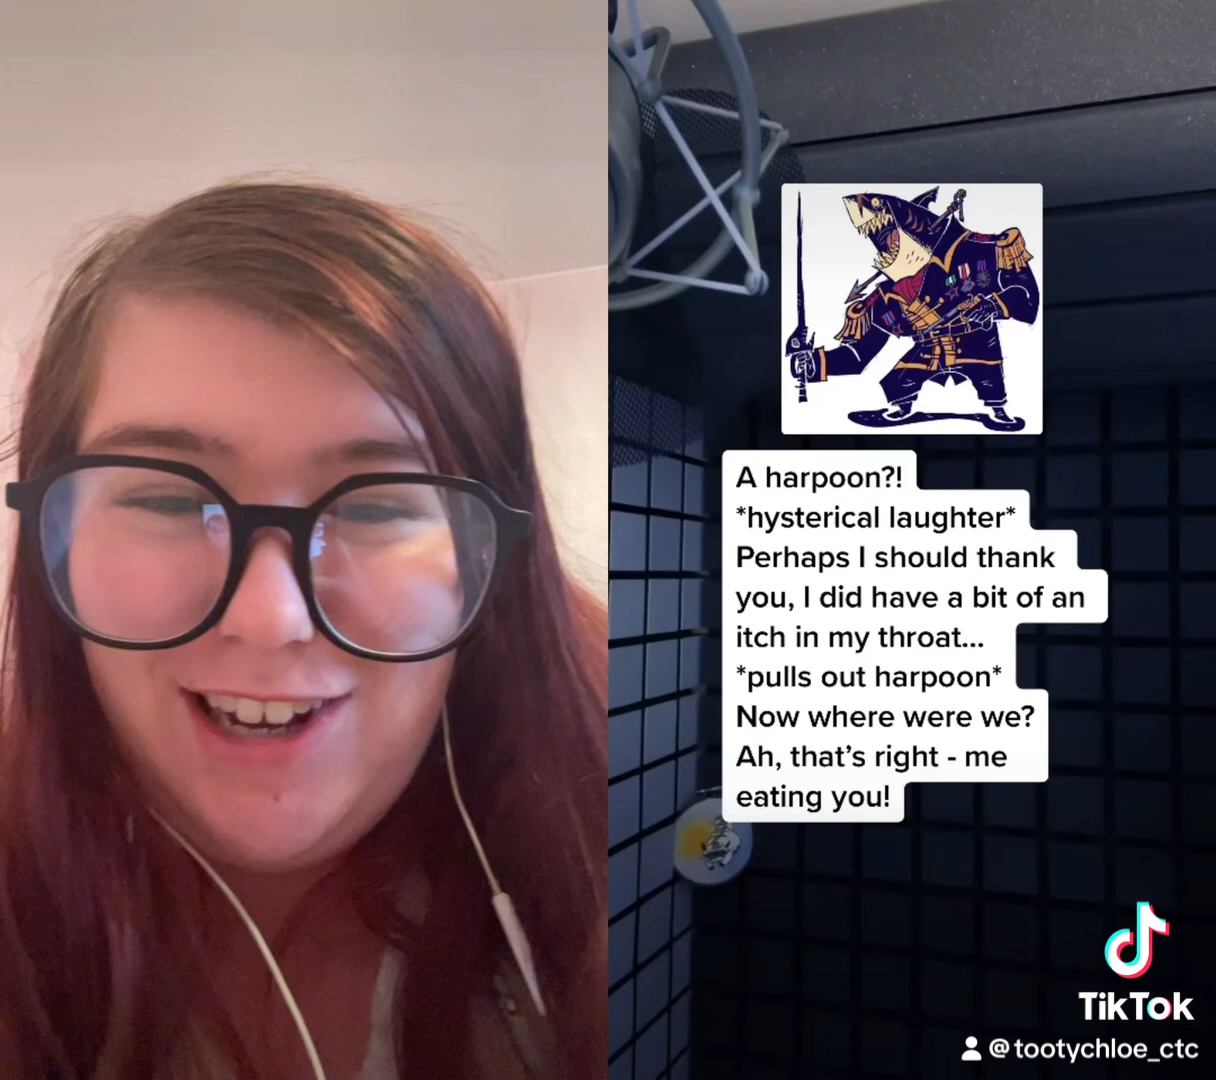 A harpoon?!
*hysterical laughter*
Perhaps I should thank
you, I did have a bit of an
itch in my throat...
*pulls out harpoon*
Now where were we?
Ah, that's right - me
eating you!
TikTok
@tootychloe_ctc